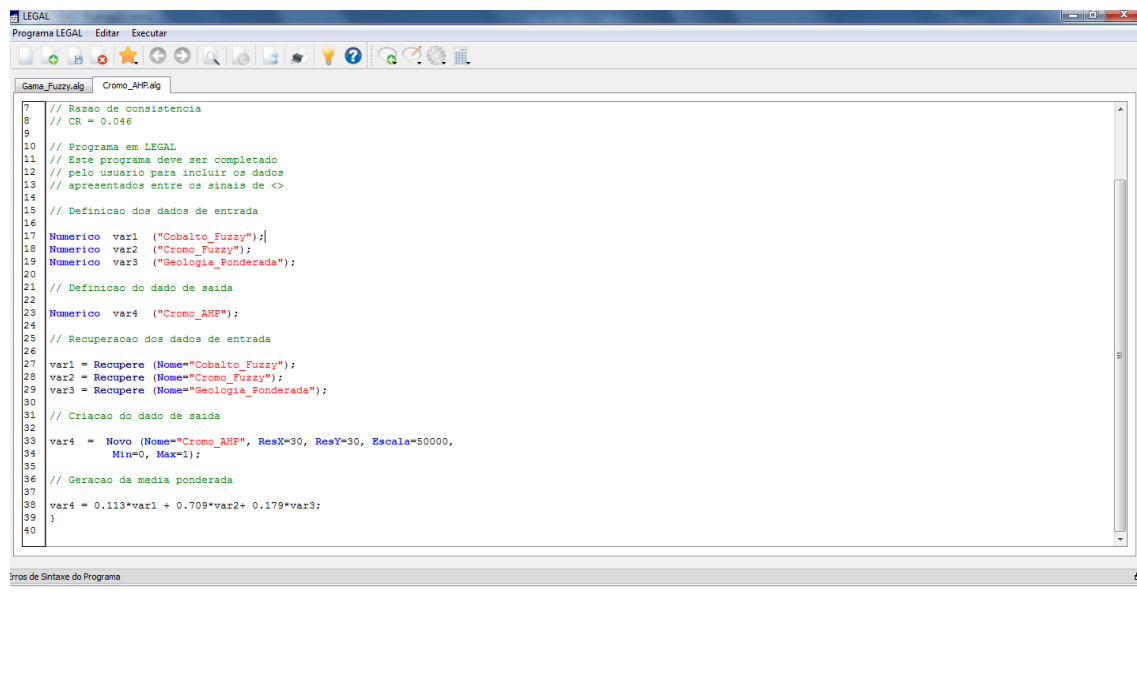 LEGAL
Programa LEGAL Editar Executar
Gama_Fuzzy.alg Cromo_AHP.alg
7 // Razao de consistencia
8 // CR = 0.046
9
10 // Programa em LEGAL
11 // Este programa deve ser completado
12 // pelo usuario para incluir os dados
13 // apresentados entre os sinais de <>
14
15 // Definicao dos dados de entrada
16
17 Numerico var1 ("Cobalto_Fuzzy");
18 Numerico var2 ("Cromo_Fuzzy");
19 Numerico var3 ("Geologia_Ponderada");
20
21 // Definicao do dado de saida
22
23 Numerico var4 ("Cromo_AHP");
24
25 // Recuperacao dos dados de entrada
26
27 var1 = Recupere (Nome="Cobalto_Fuzzy");
28 var2 = Recupere (Nome="Cromo_Fuzzy");
29 var3 = Recupere (Nome="Geologia_Ponderada");
30
31 // Criacao do dado de saida
32
33 var4 = Novo (Nome="Cromo_AHP", ResX=30, ResY=30, Escala=50000,
34 Min=0, Max=1);
35
36 // Geracao da media ponderada
37
38 var4 = 0.113*var1 + 0.709*var2+ 0.179*var3;
39 }
40
Erros de Sintaxe do Programa